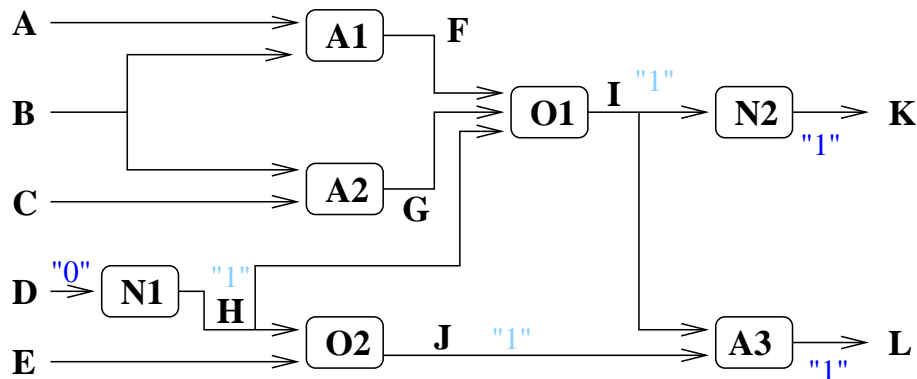 A
A1
F
B
I
"1"
O1
N2
K
"1"
C
A2
G
D
"0"
N1
"1"
H
E
O2
J
"1"
A3
L
"1"